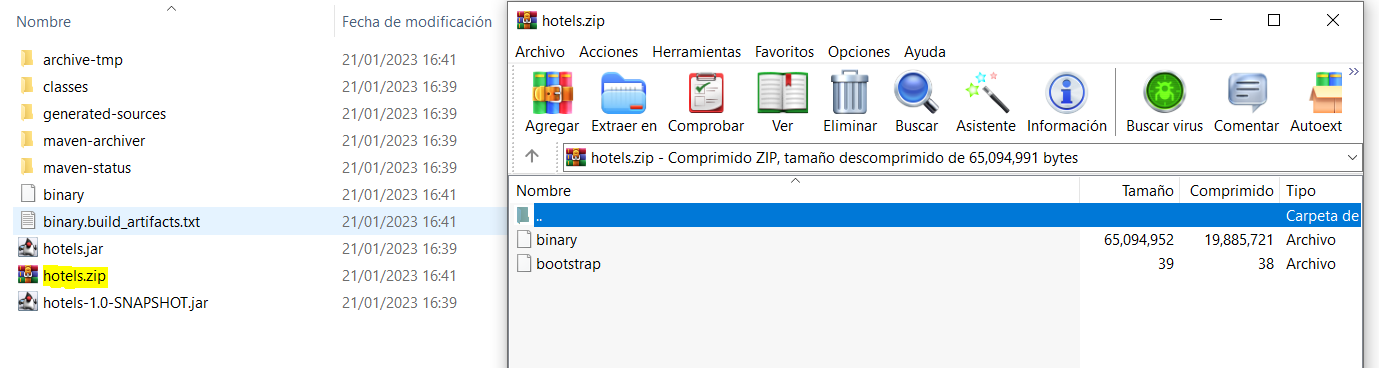 Nombre Fecha de modificación
archive-tmp 21/01/2023 16:41
classes 21/01/2023 16:39
generated-sources 21/01/2023 16:39
maven-archiver 21/01/2023 16:39
maven-status 21/01/2023 16:39
binary 21/01/2023 16:41
binary.build_artifacts.txt 21/01/2023 16:41
hotels.jar 21/01/2023 16:39
hotels.zip 21/01/2023 16:41
hotels-1.0-SNAPSHOT.jar 21/01/2023 16:39
hotels.zip
Archivo Acciones Herramientas Favoritos Opciones Ayuda
Agregar Extraer en Comprobar Ver Eliminar Buscar Asistente Información Buscar virus Comentar Autoext
hotels.zip - Comprimido ZIP, tamaño descomprimido de 65,094,991 bytes
Nombre Tamaño Comprimido Tipo
.. Carpeta de
binary 65,094,952 19,885,721 Archivo
bootstrap 39 38 Archivo